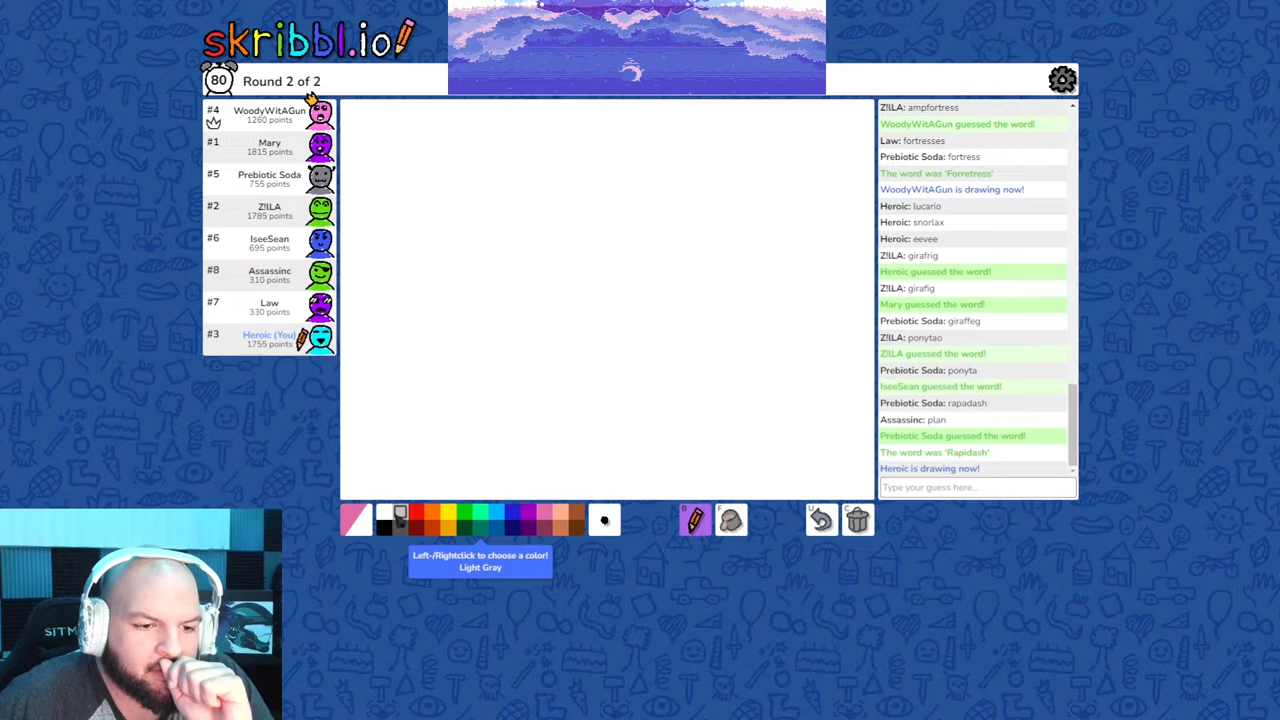 skribbl.io
80
Round 2 of 2
#4
WoodyWitAGun
1260 points
#1
Mary
1815 points
#5
Prebiotic Soda
755 points
#2
Z!lLA
1785 points
#6
IseeSean
695 points
#8
Assassinc
310 points
#7
Law
330 points
#3
Heroic (You)
1755 points
Z!lLA: ampfortress
WoodyWitAGun guessed the word!
Law: fortresses
Prebiotic Soda: fortress
The word was 'Forretress'
WoodyWitAGun is drawing now!
Heroic: lucario
Heroic: snorlax
Heroic: eevee
Z!lLA: girafrig
Heroic guessed the word!
Z!lLA: girafig
Mary guessed the word!
Prebiotic Soda: giraffeg
Z!lLA: ponytao
Z!lLA guessed the word!
Prebiotic Soda: ponyta
IseeSean guessed the word!
Prebiotic Soda: rapadash
Assassinc: plan
Prebiotic Soda guessed the word!
The word was 'Rapidash'
Heroic is drawing now!
Type your guess here...
B
F
U
C
Left-/Rightclick to choose a color!
Light Gray
SITM